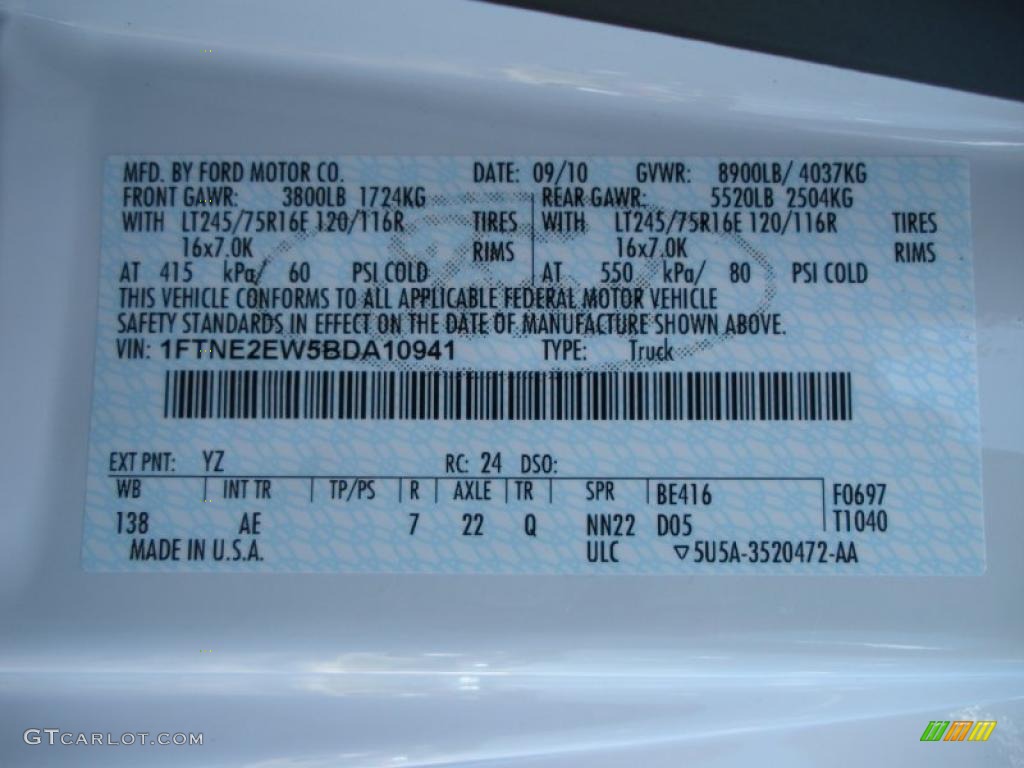 MFD. BY FORD MOTOR CO. DATE: 09/10 GVWR: 8900LB/ 4037KG
FRONT GAWR: 3800LB 1724KG REAR GAWR: 5520LB 2504KG
WITH LT245/75R16E 120/116R TIRES WITH LT245/75R16E 120/116R TIRES
16x7.0K RIMS 16x7.0K RIMS
AT 415 kPa/ 60 PSI COLD AT 550 kPa/ 80 PSI COLD
THIS VEHICLE CONFORMS TO ALL APPLICABLE FEDERAL MOTOR VEHICLE
SAFETY STANDARDS IN EFFECT ON THE DATE OF MANUFACTURE SHOWN ABOVE.
VIN: 1FTNE2EW5BDA10941 TYPE: Truck
EXT PNT: YZ RC: 24 DSO:
WB INT TR TP/PS R AXLE TR SPR BE416 F0697
138 AE 7 22 Q NN22 D05 T1040
MADE IN U.S.A. ULC ▽5U5A-3520472-AA
GTCARLOT.COM